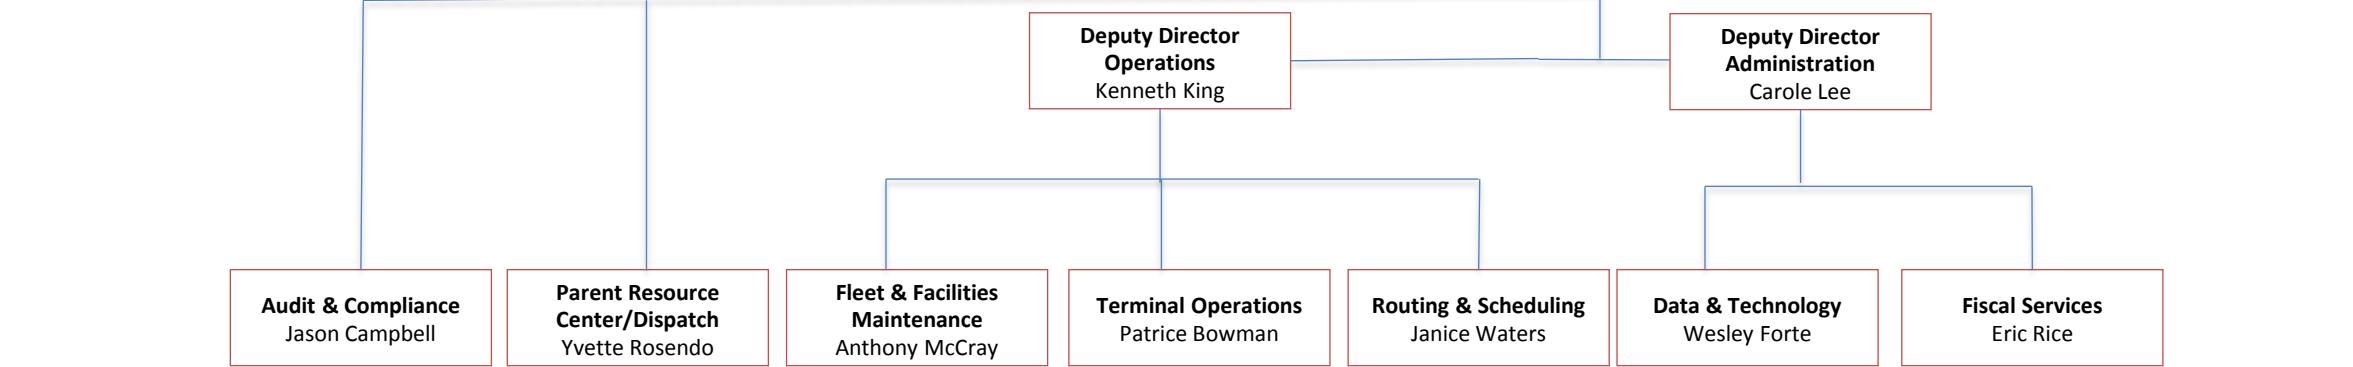 Deputy Director
Operations
Kenneth King
Deputy Director
Administration
Carole Lee
Audit & Compliance
Jason Campbell
Parent Resource
Center/Dispatch
Yvette Rosendo
Fleet & Facilities
Maintenance
Anthony McCray
Terminal Operations
Patrice Bowman
Routing & Scheduling
Janice Waters
Data & Technology
Wesley Forte
Fiscal Services
Eric Rice